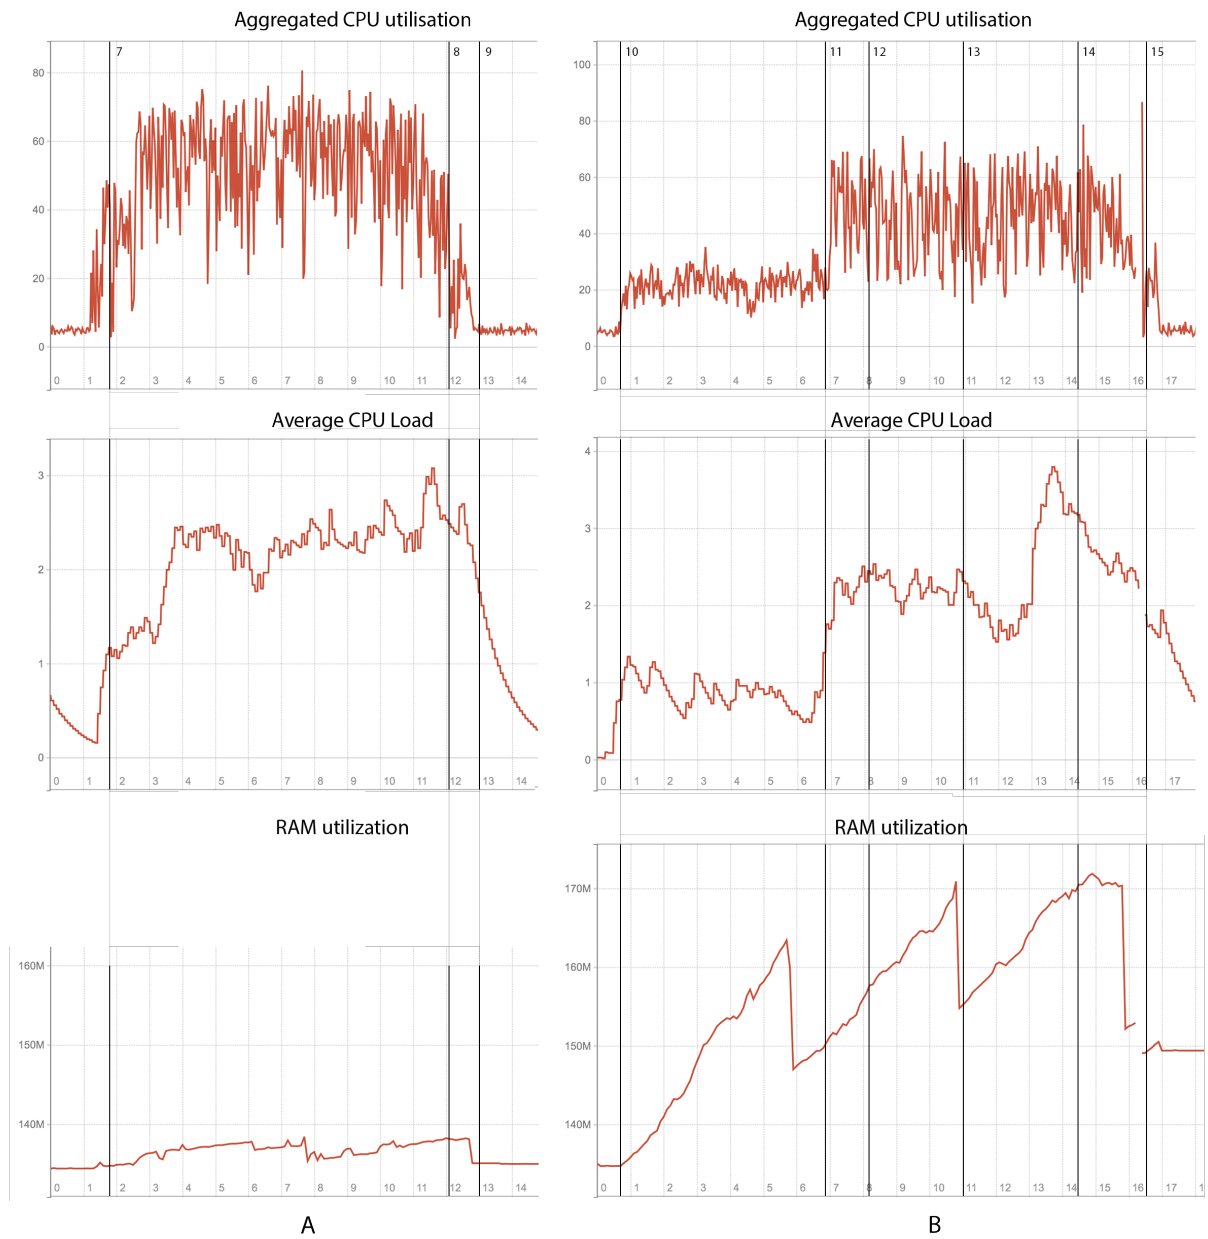 Aggregated CPU utilisation
7 8 9
80
60
40
20
0
0 1 2 3 4 5 6 7 8 9 10 11 12 13 14
Average CPU Load
3
2
1
0
0 1 2 3 4 5 6 7 8 9 10 11 12 13 14
RAM utilization
160M
150M
140M
0 1 2 3 4 5 6 7 8 9 10 11 12 13 14
A
Aggregated CPU utilisation
10 11 12 13 14 15
100
80
60
40
20
0
0 1 2 3 4 5 6 7 8 9 10 11 12 13 14 15 16 17
Average CPU Load
4
3
2
1
0
0 1 2 3 4 5 6 7 8 9 10 11 12 13 14 15 16 17
RAM utilization
170M
160M
150M
140M
0 1 2 3 4 5 6 7 8 9 10 11 12 13 14 15 16 17 1
B